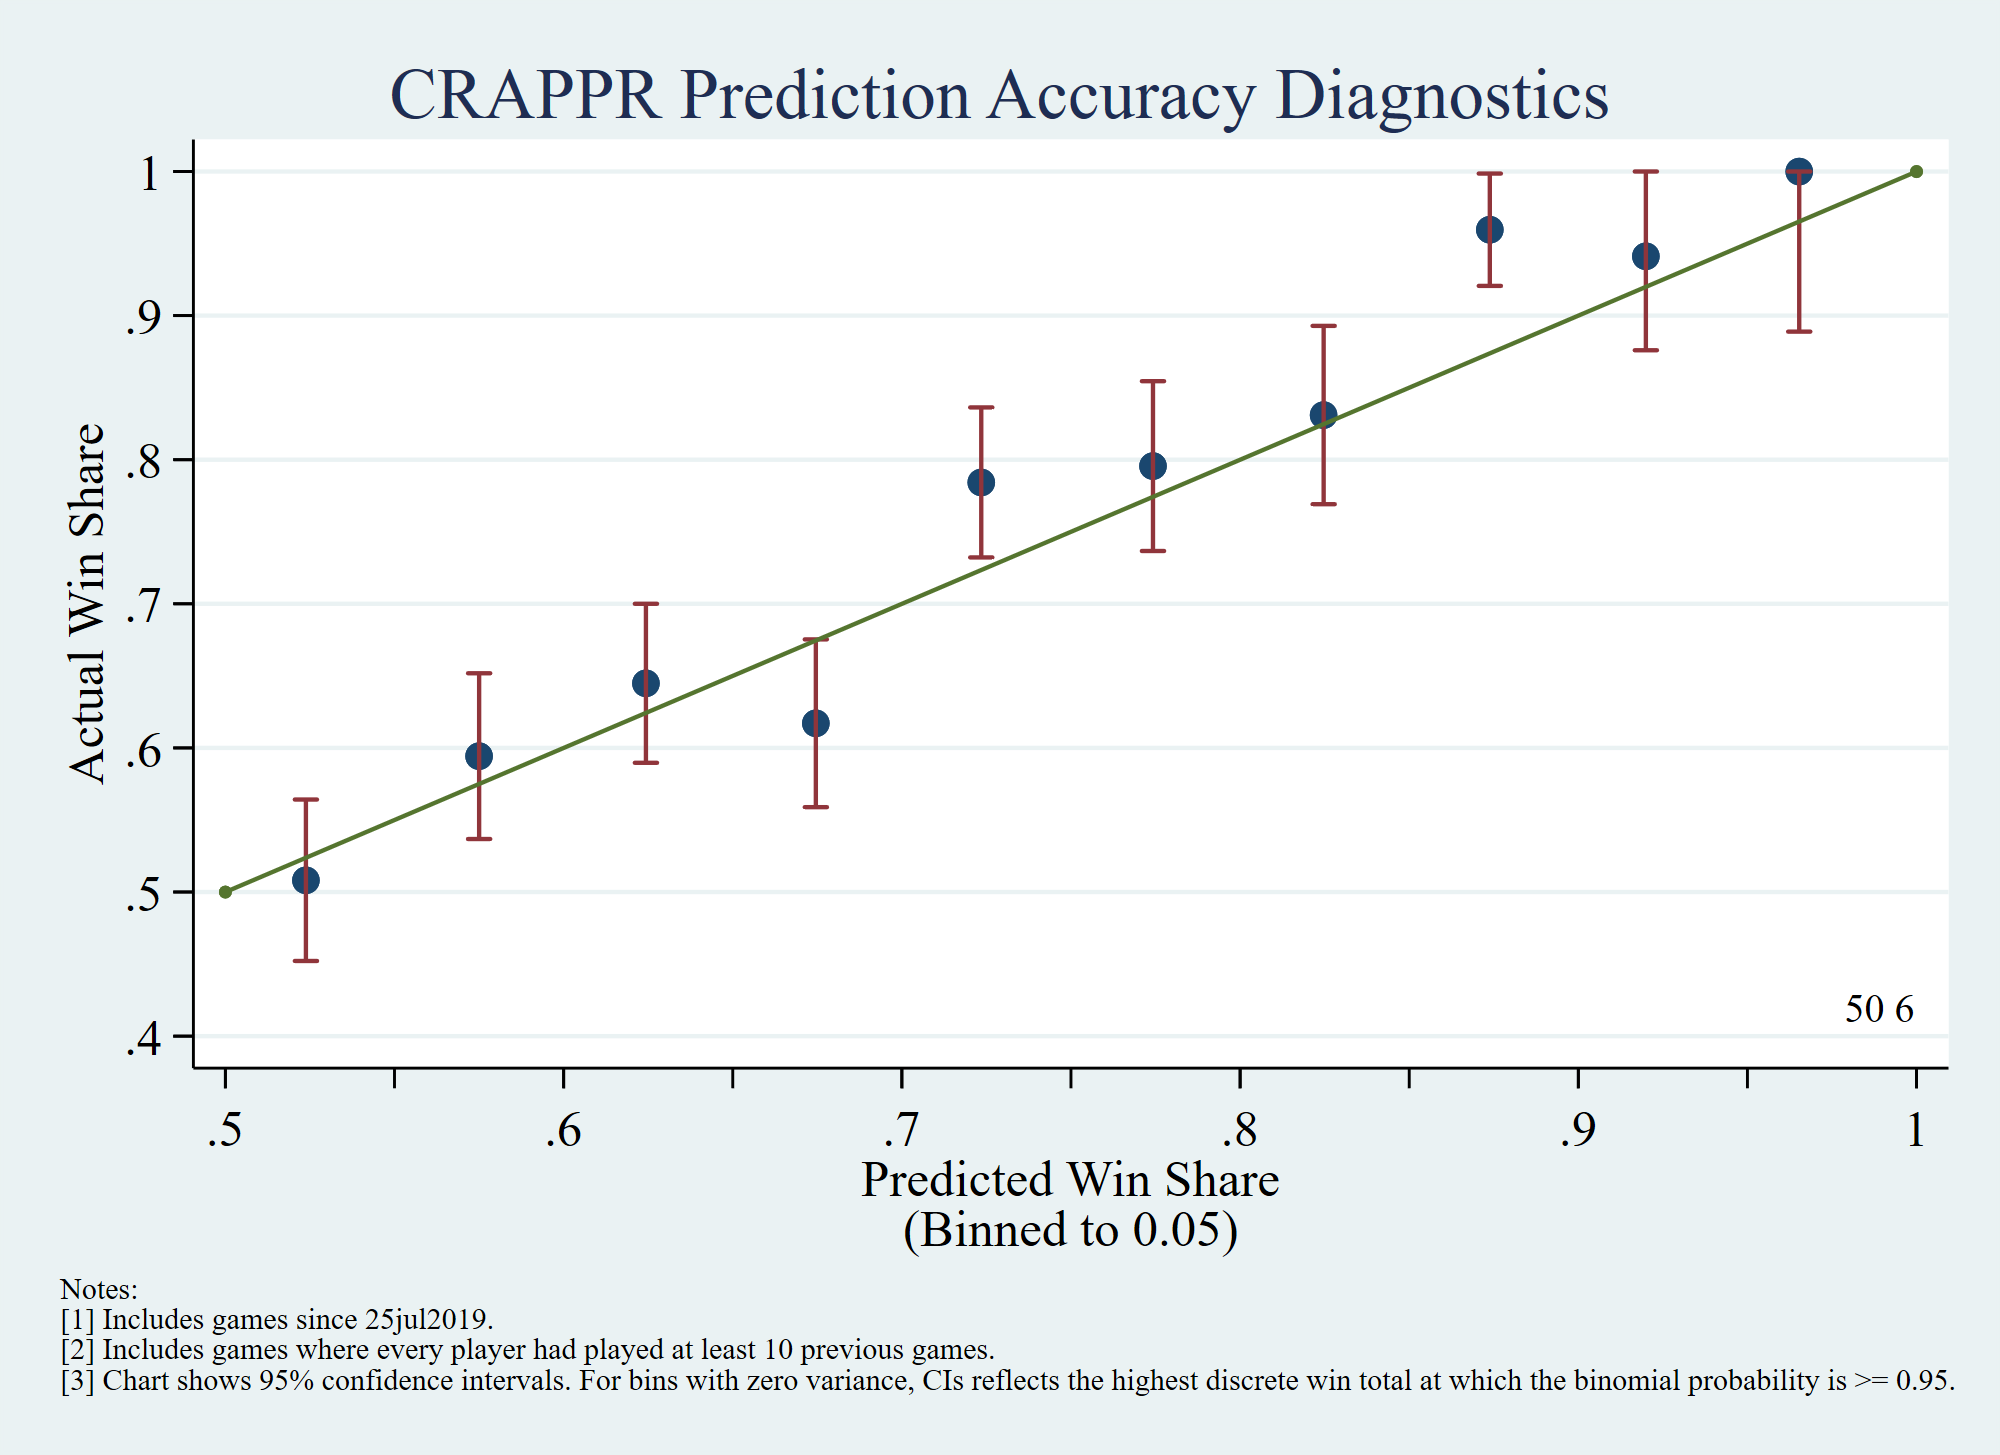 CRAPPR Prediction Accuracy Diagnostics
1
.9
.8
.7
.6
.5
.4
Actual Win Share
50 6
.5 .6 .7 .8 .9 1
Predicted Win Share
(Binned to 0.05)
Notes:
[1] Includes games since 25jul2019.
[2] Includes games where every player had played at least 10 previous games.
[3] Chart shows 95% confidence intervals. For bins with zero variance, CIs reflects the highest discrete win total at which the binomial probability is >= 0.95.